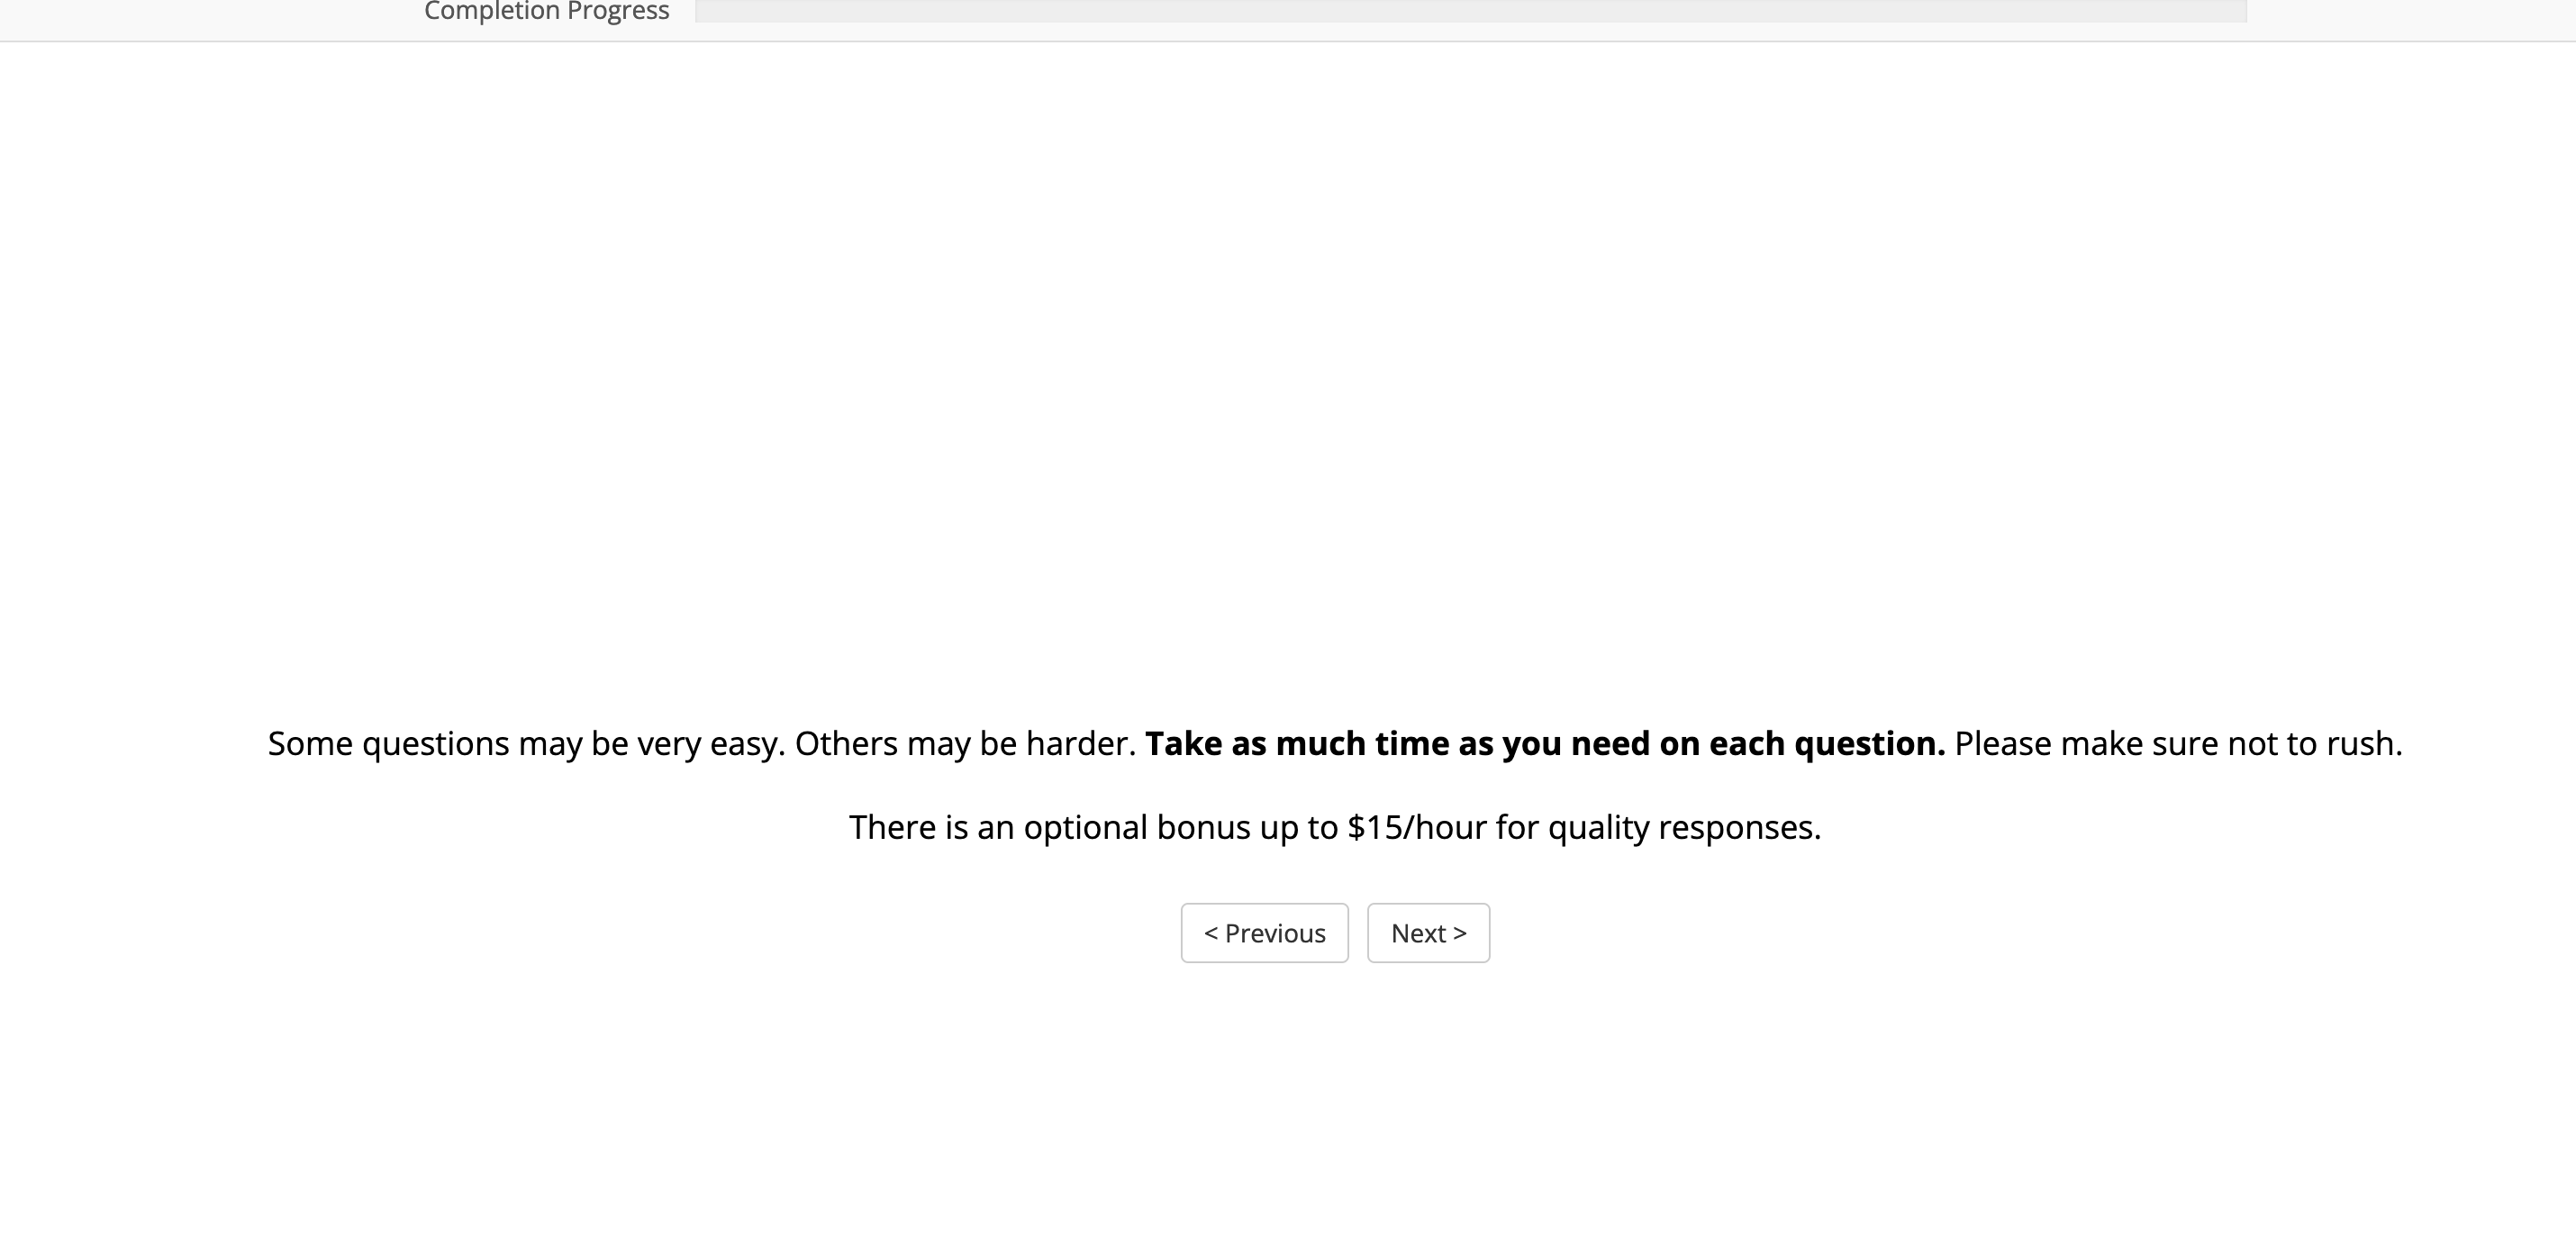 Completion Progress
Some questions may be very easy. Others may be harder. Take as much time as you need on each question. Please make sure not to rush.
There is an optional bonus up to $15/hour for quality responses.
< Previous Next >